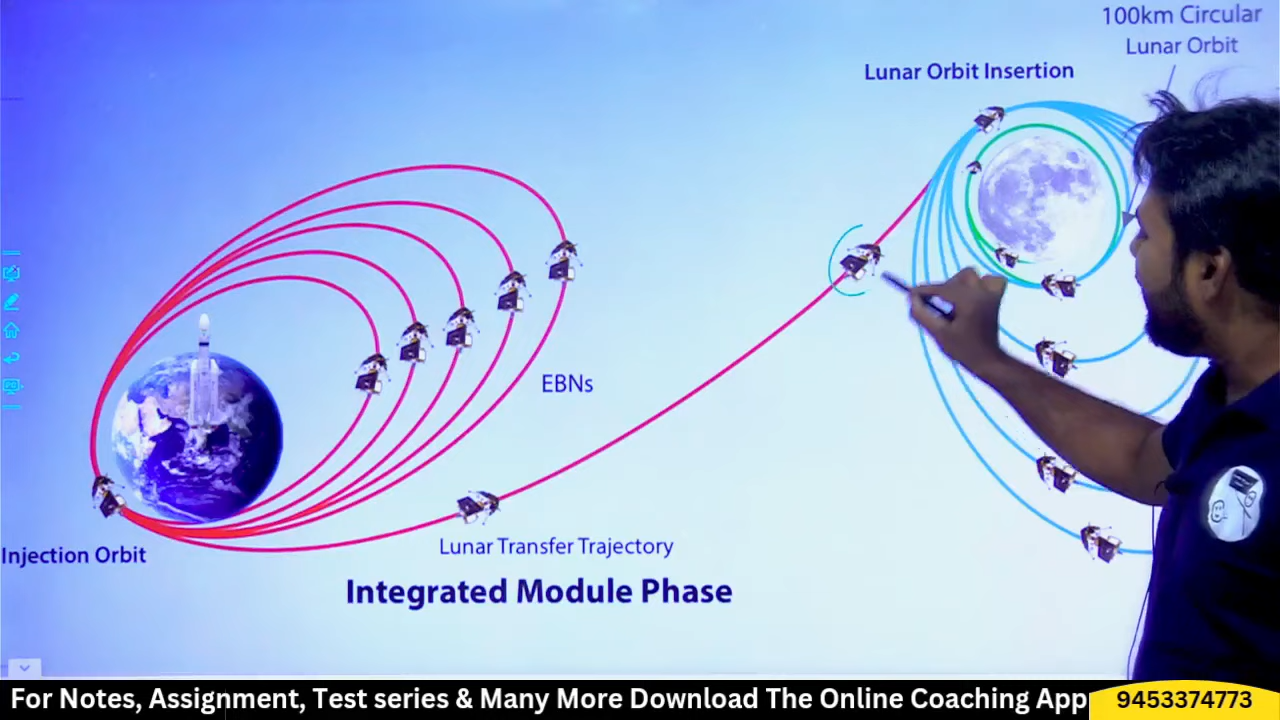 100km Circular
Lunar Orbit
Lunar Orbit Insertion
EBNs
Lunar Transfer Trajectory
Injection Orbit
Integrated Module Phase
For Notes, Assignment, Test series & Many More Download The Online Coaching App
9453374773